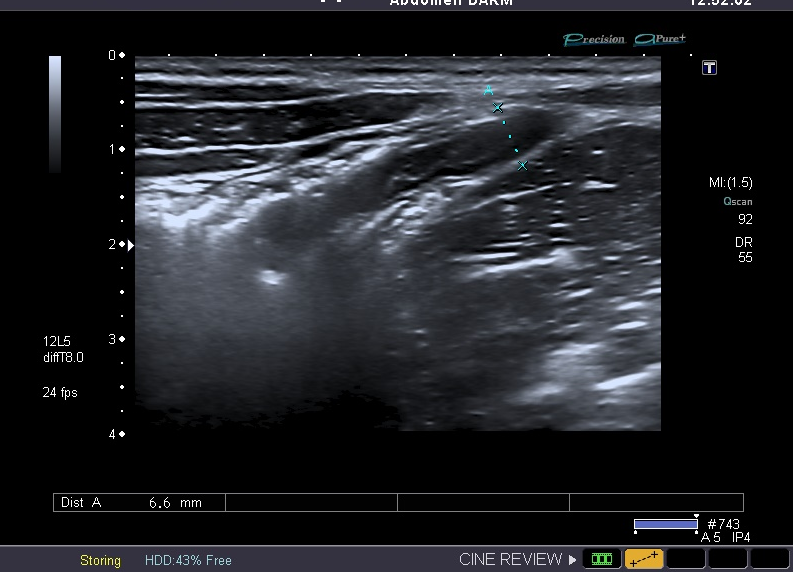 Abdomen DARM 12:52:02
Precision APure+
T
0
1
2
3
4
A
MI:(1.5)
Qscan
92
DR
55
12L5
diffT8.0
24 fps
Dist A 6.6 mm
#743
A 5 IP4
Storing HDD:43% Free CINE REVIEW